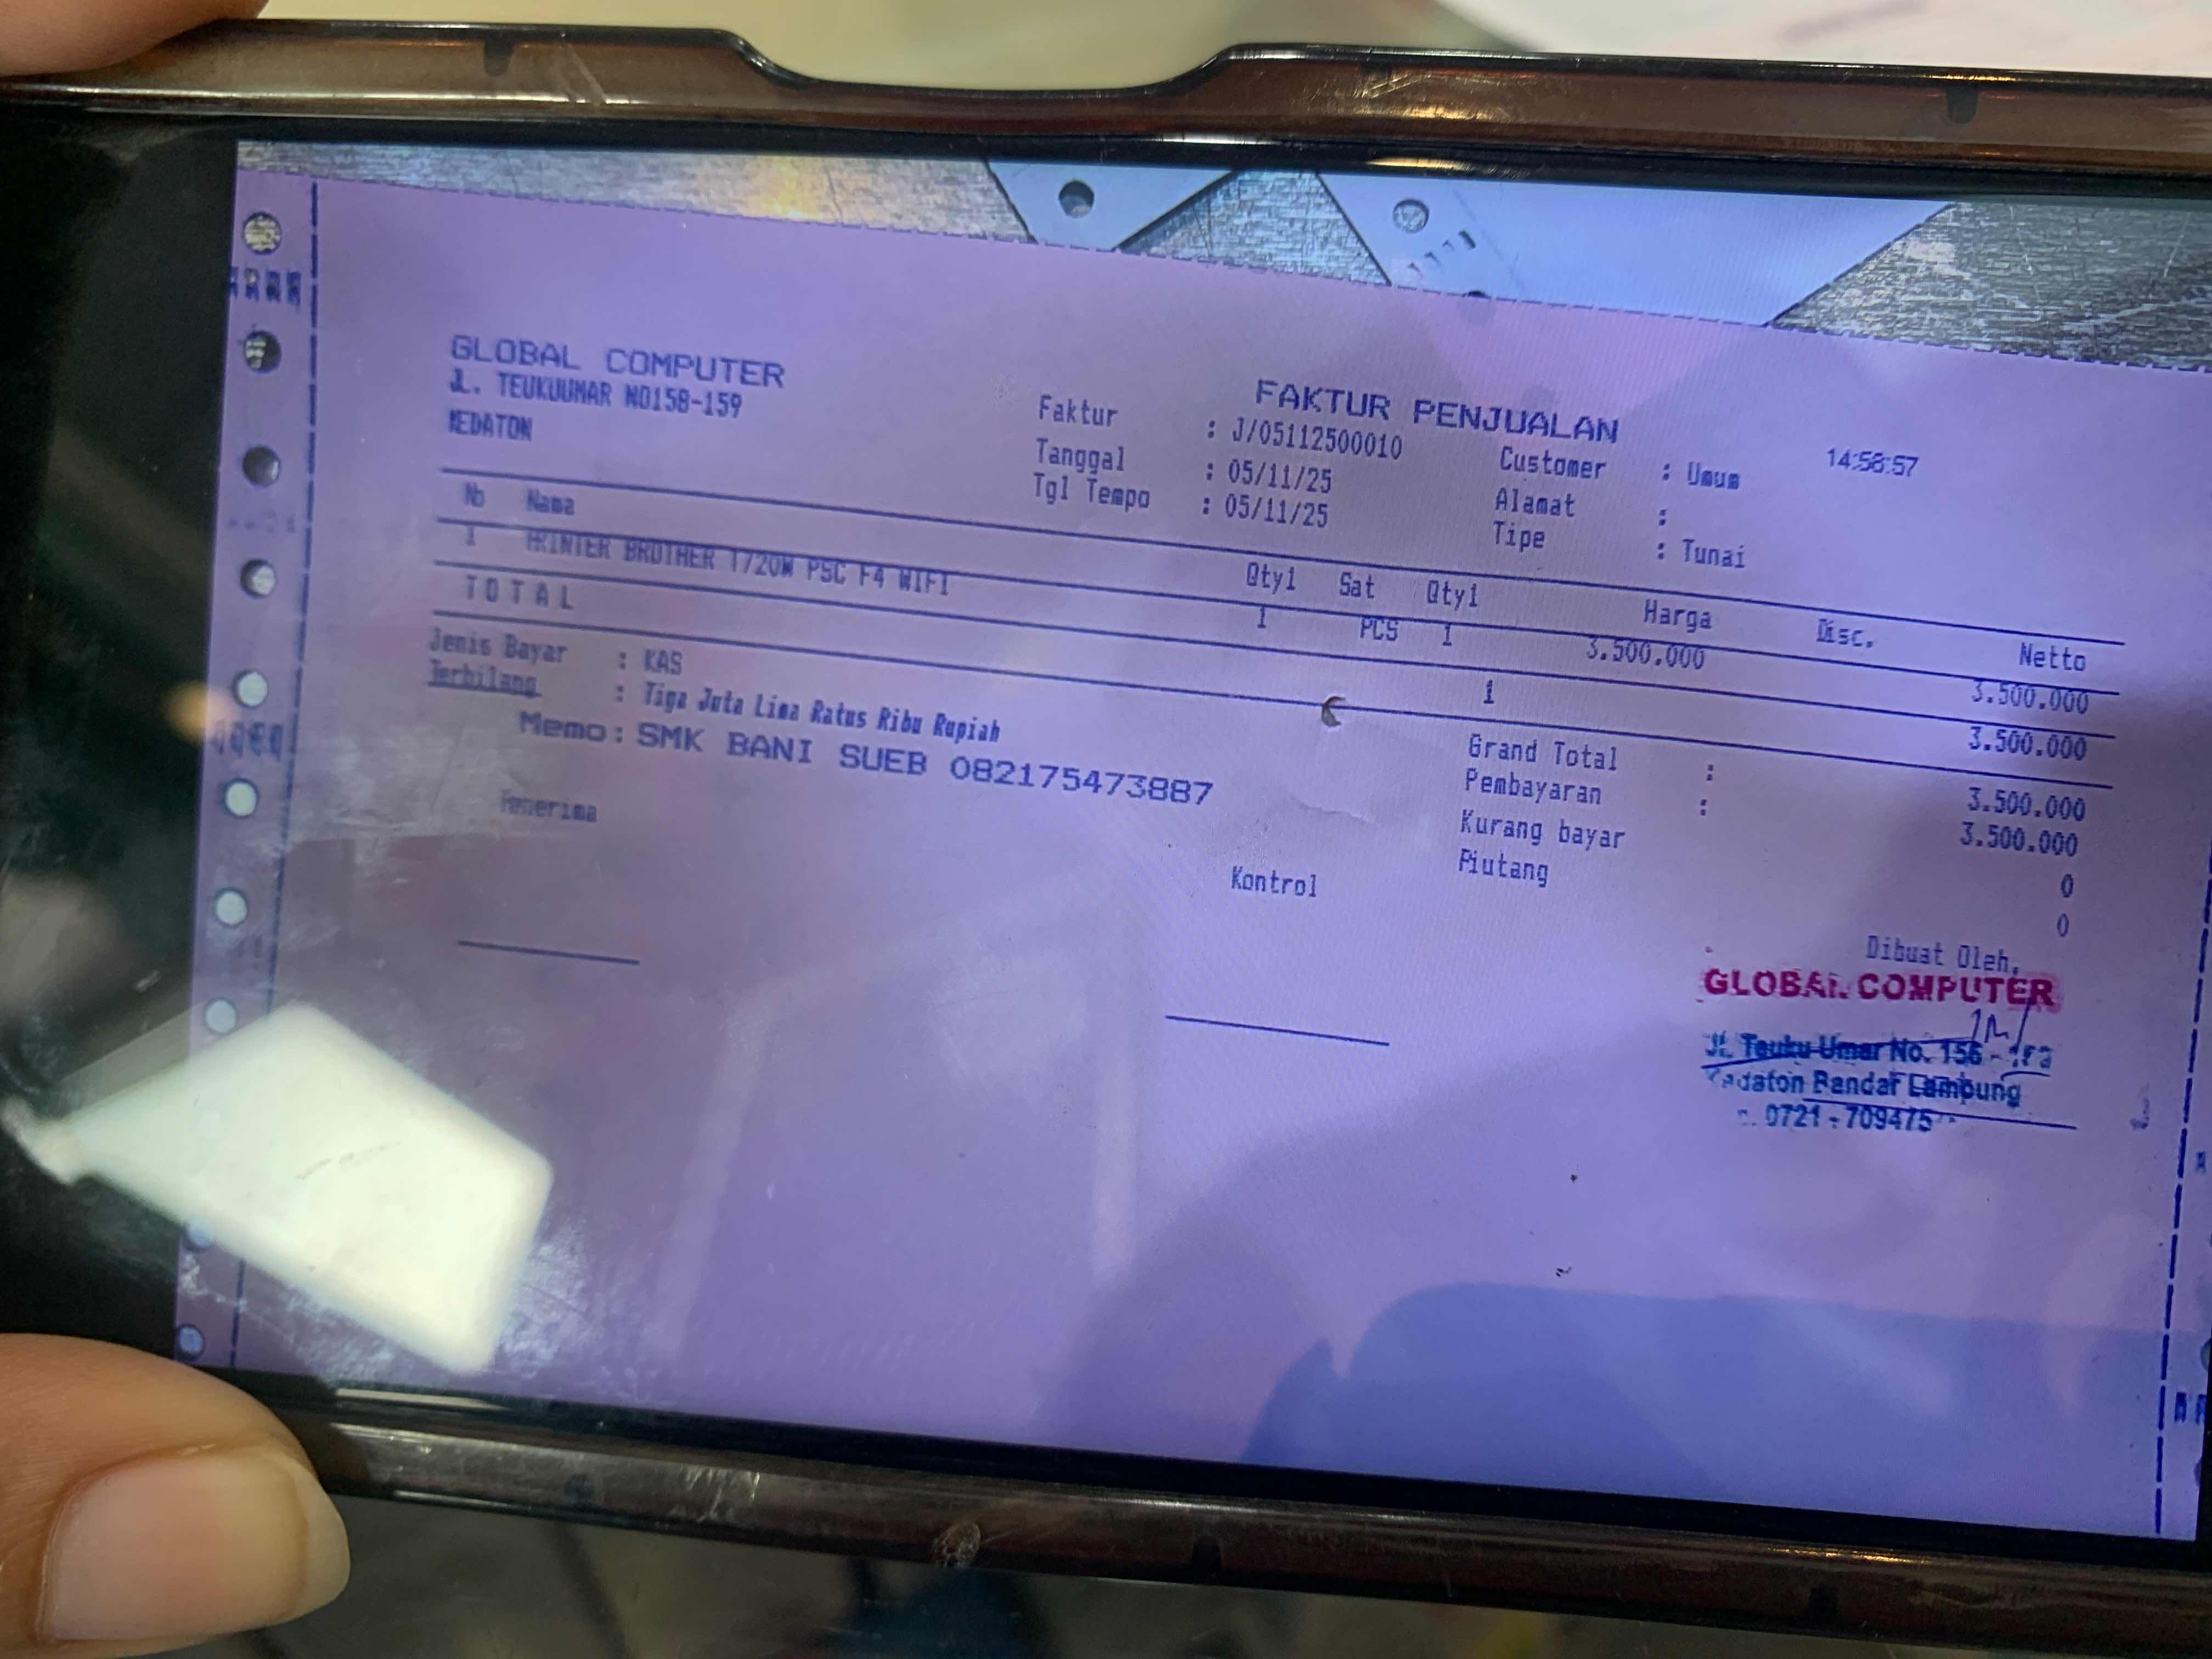 GLOBAL COMPUTER
JL. TEUKUUMAR NO158-159
KEDATON
FAKTUR PENJUALAN
14:58:57
Faktur : J/05112500010
Tanggal : 05/11/25
Tgl Tempo : 05/11/25
Customer : Umum
Alamat :
Tipe : Tunai
No Nama Qty1 Sat Qty1 Harga Disc. Netto
1 PRINTER BROTHER T720W PSC F4 WIFI 1 PCS 1 3.500.000 3.500.000
TOTAL 1 3.500.000
Jenis Bayar : KAS
Terbilang : Tiga Juta Lima Ratus Ribu Rupiah
Memo: SMK BANI SUEB 082175473887
Grand Total : 3.500.000
Pembayaran : 3.500.000
Kurang bayar 0
Piutang 0
Penerima
Kontrol
Dibuat Oleh,
GLOBAL COMPUTER
Jl. Teuku Umar No. 156 -
Kedaton Bandar Lampung
0721 - 709475